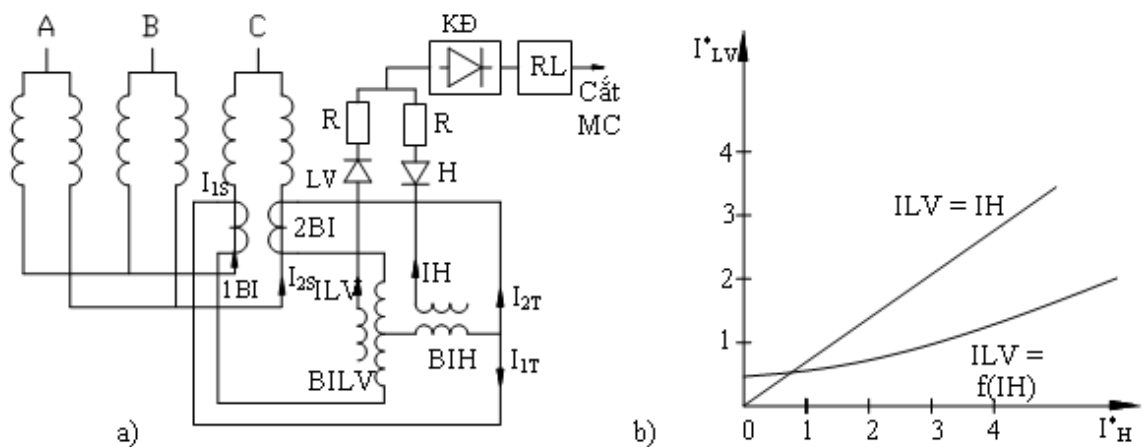 A B C
KĐ
RL
Cắt
MC
R
R
LV
H
I1S
2BI
1BI
I2S
ILV
IH
I2T
BIH
I1T
BILV
a)
I*LV
4
3
2
1
ILV = IH
ILV =
f(IH)
0 1 2 3 4
I*H
b)